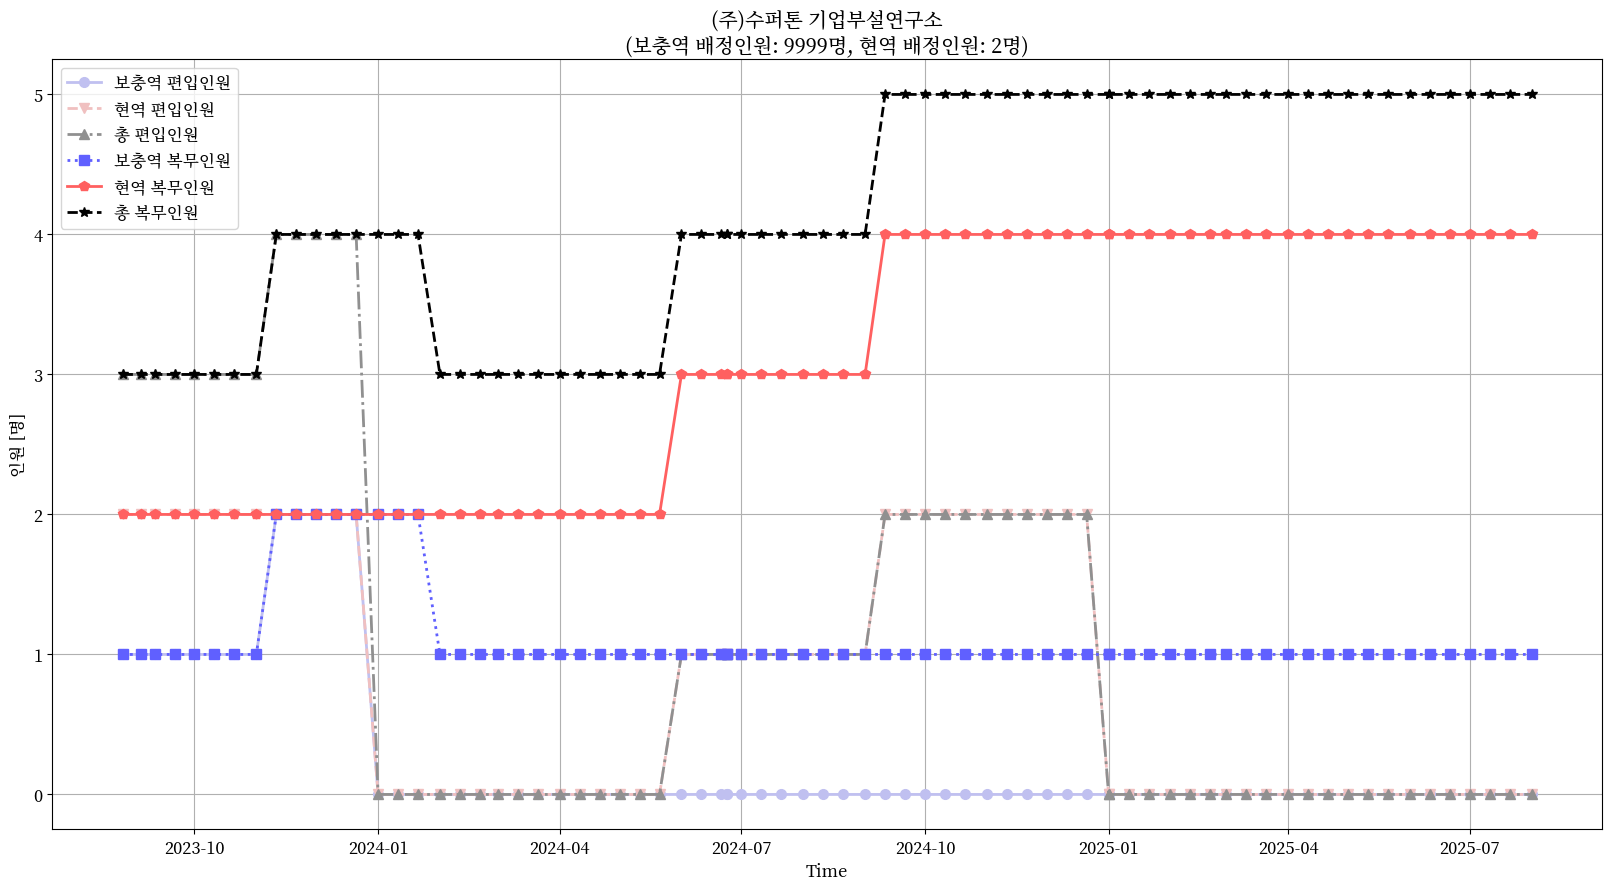 (주)수퍼톤 기업부설연구소
(보충역 배정인원: 9999명, 현역 배정인원: 2명)
보충역 편입인원
현역 편입인원
총 편입인원
보충역 복무인원
현역 복무인원
총 복무인원
5
4
3
2
1
0
인원 [명]
2023-10
2024-01
2024-04
2024-07
2024-10
2025-01
2025-04
2025-07
Time